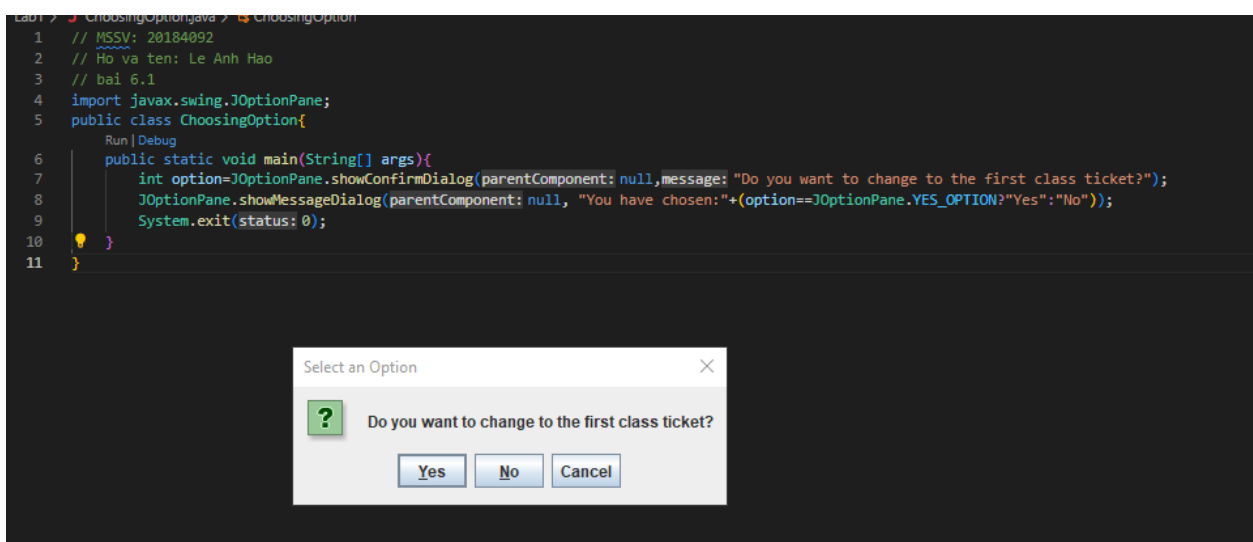 Lab1 > J ChoosingOption.java > ChoosingOption
1 // MSSV: 20184092
2 // Ho va ten: Le Anh Hao
3 // bai 6.1
4 import javax.swing.JOptionPane;
5 public class ChoosingOption{
Run | Debug
6 public static void main(String[] args){
7 int option=JOptionPane.showConfirmDialog(parentComponent: null,message: "Do you want to change to the first class ticket?");
8 JOptionPane.showMessageDialog(parentComponent: null, "You have chosen:"+(option==JOptionPane.YES_OPTION?"Yes":"No"));
9 System.exit(status: 0);
10 }
11 }
Select an Option
Do you want to change to the first class ticket?
Yes No Cancel